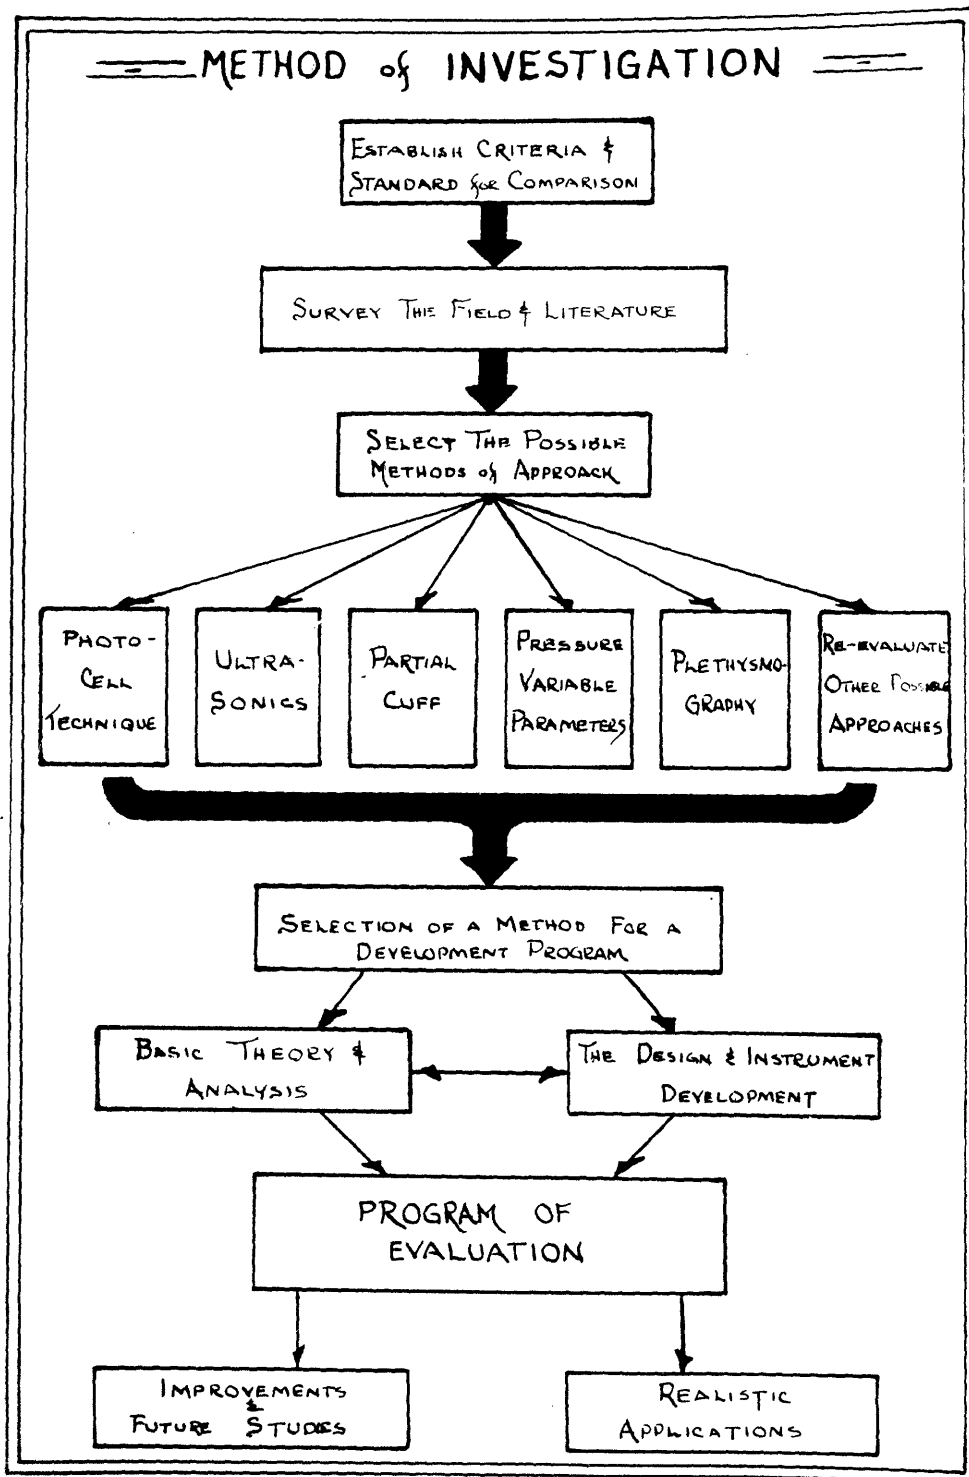 METHOD of INVESTIGATION
ESTABLISH CRITERIA &
STANDARD for COMPARISON
SURVEY THE FIELD & LITERATURE
SELECT THE POSSIBLE
METHODS of APPROACH
PHOTO-
CELL
TECHNIQUE
ULTRA-
SONICS
PARTIAL
CUFF
PRESSURE
VARIABLE
PARAMETERS
PLETHYSMO-
GRAPHY
RE-EVALUATE
OTHER POSSIBLE
APPROACHES
SELECTION OF A METHOD FOR A
DEVELOPMENT PROGRAM
BASIC THEORY &
ANALYSIS
THE DESIGN & INSTRUMENT
DEVELOPMENT
PROGRAM OF
EVALUATION
IMPROVEMENTS
&
FUTURE STUDIES
REALISTIC
APPLICATIONS